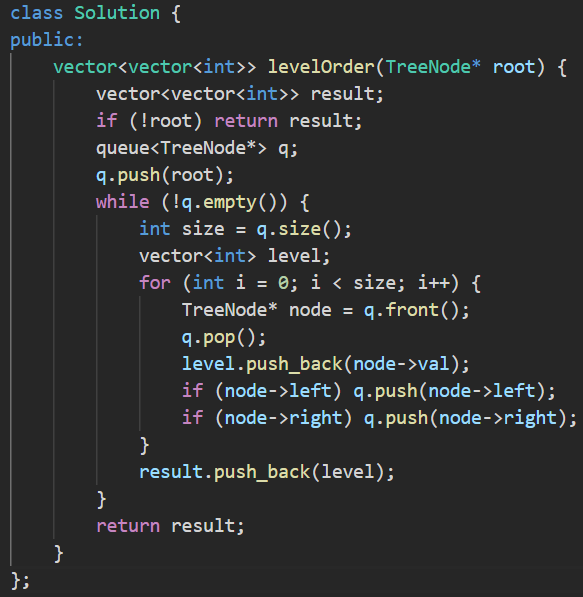 class Solution {
public:
    vector<vector<int>> levelOrder(TreeNode* root) {
        vector<vector<int>> result;
        if (!root) return result;
        queue<TreeNode*> q;
        q.push(root);
        while (!q.empty()) {
            int size = q.size();
            vector<int> level;
            for (int i = 0; i < size; i++) {
                TreeNode* node = q.front();
                q.pop();
                level.push_back(node->val);
                if (node->left) q.push(node->left);
                if (node->right) q.push(node->right);
            }
            result.push_back(level);
        }
        return result;
    }
};